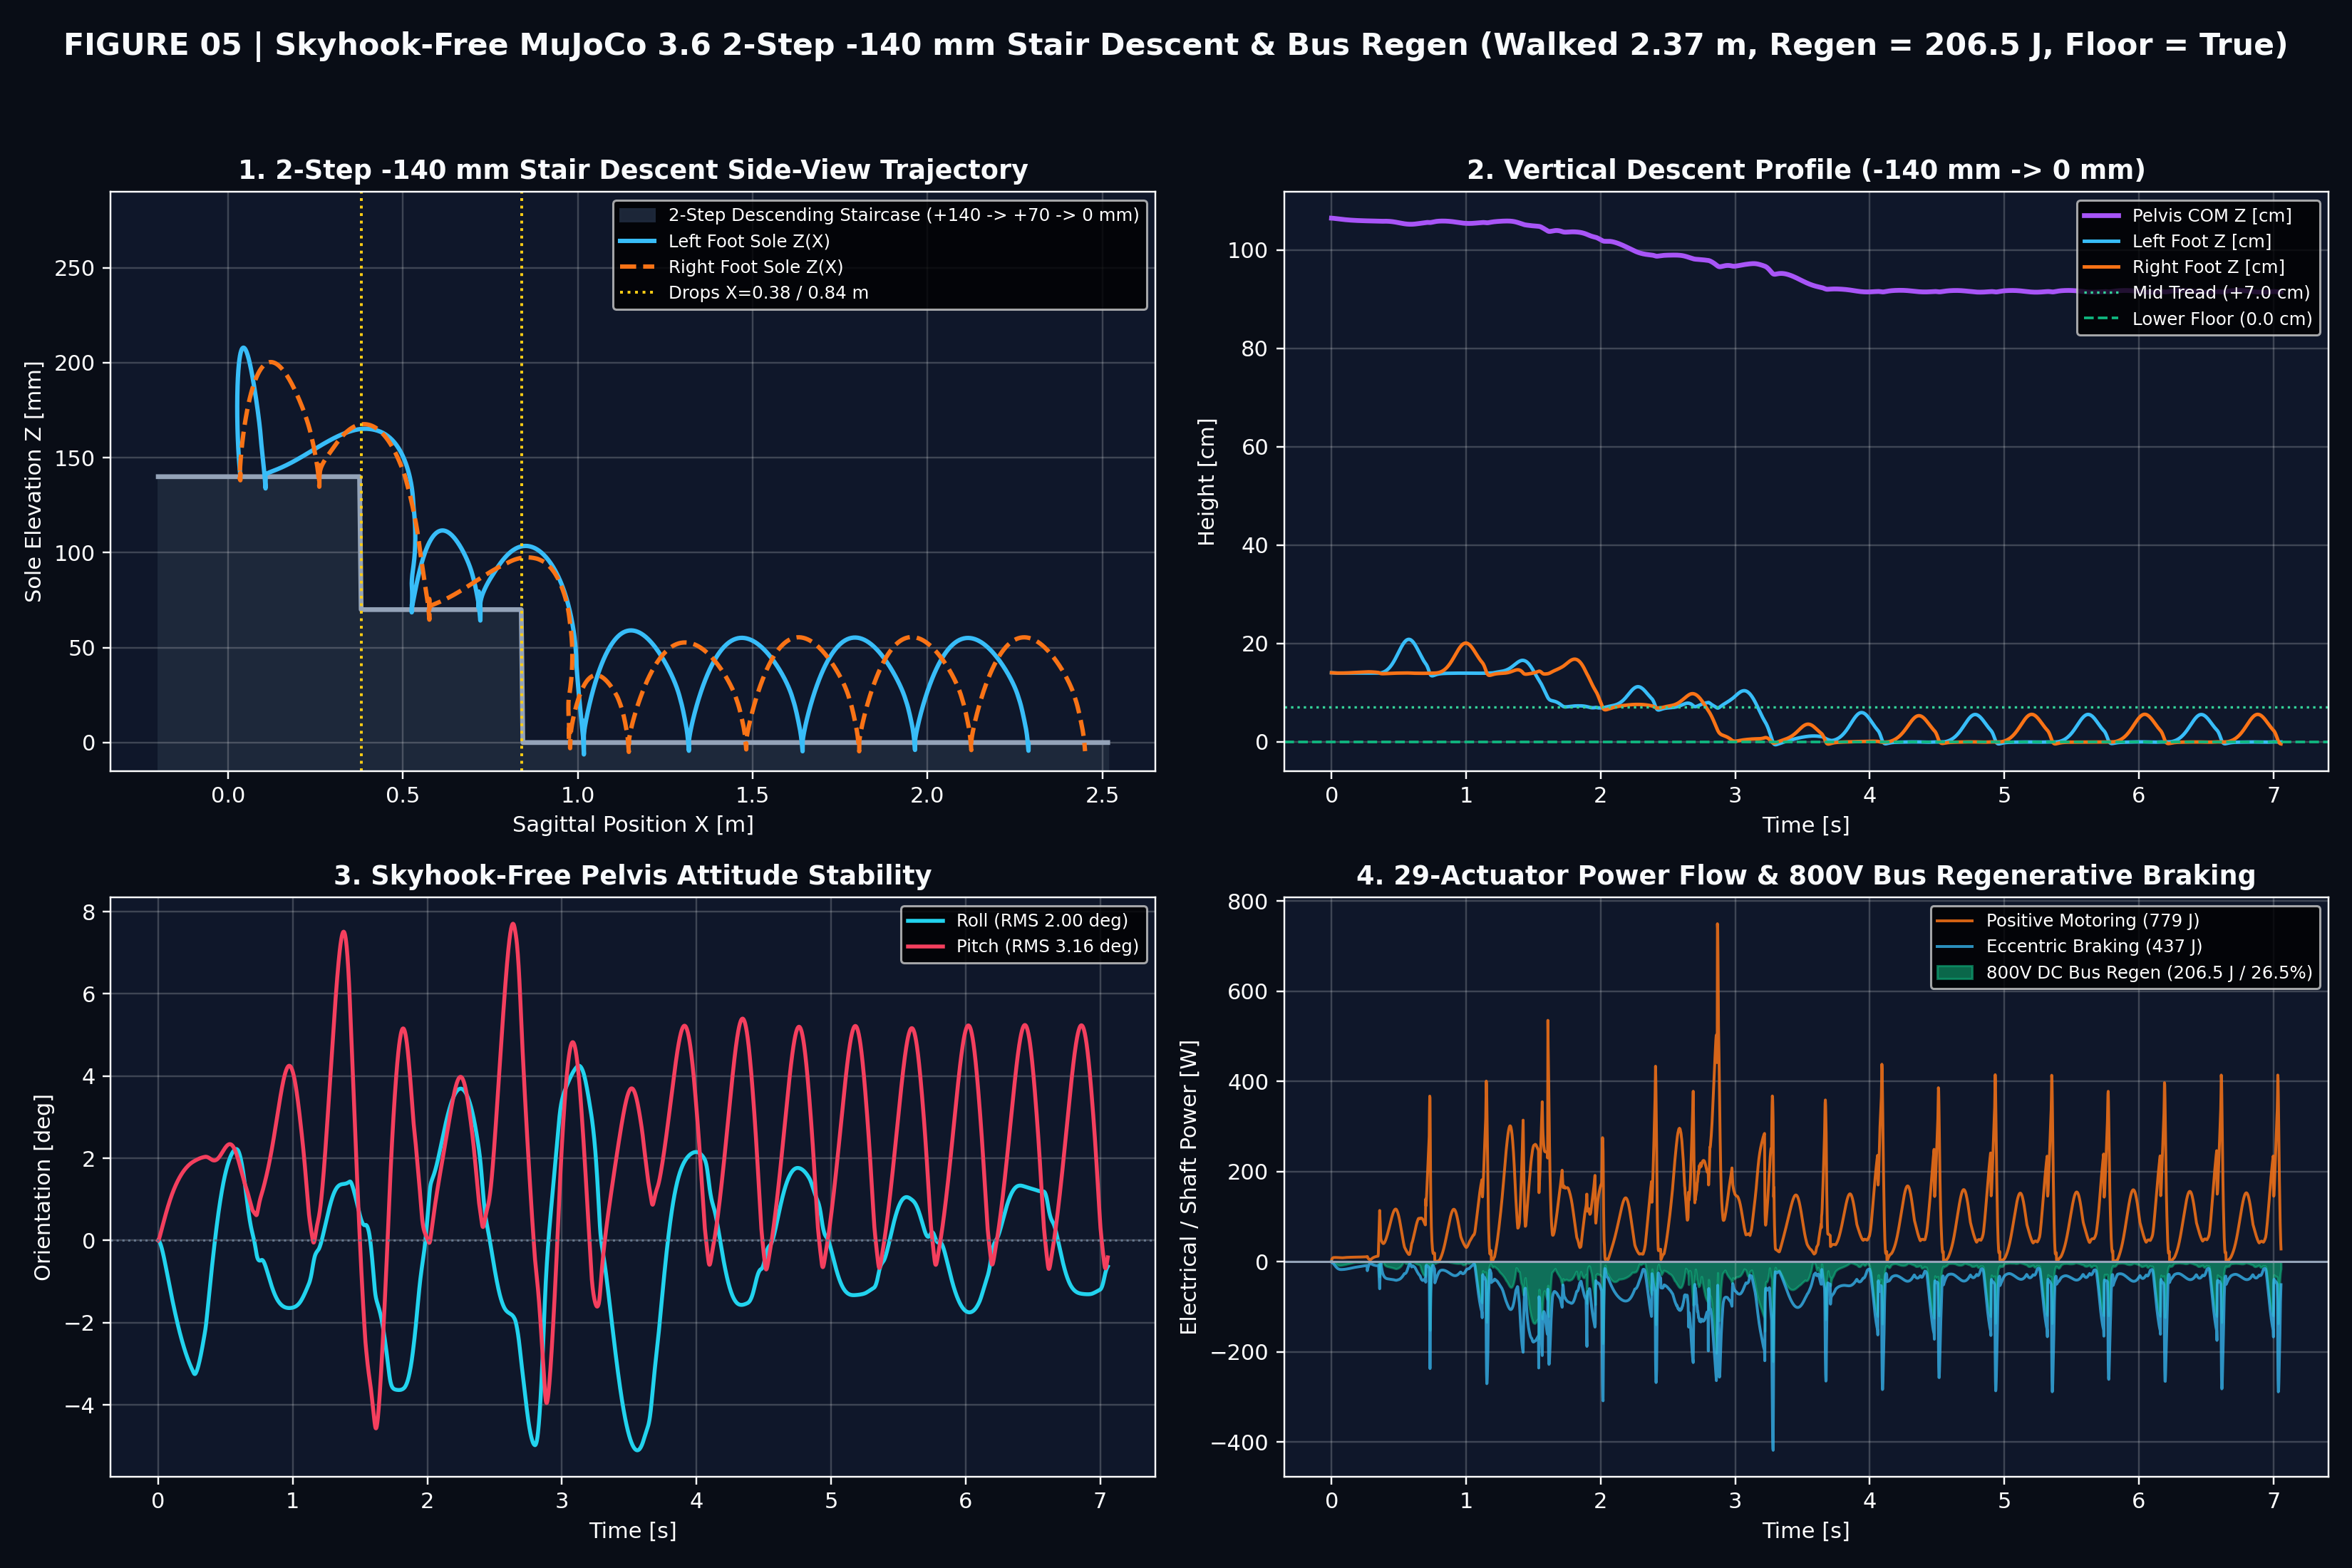 FIGURE 05 | Skyhook-Free MuJoCo 3.6 2-Step -140 mm Stair Descent & Bus Regen (Walked 2.37 m, Regen = 206.5 J, Floor = True)
1. 2-Step -140 mm Stair Descent Side-View Trajectory
2-Step Descending Staircase (+140 -> +70 -> 0 mm)
Left Foot Sole Z(X)
Right Foot Sole Z(X)
Drops X=0.38 / 0.84 m
Sole Elevation Z [mm]
250
200
150
100
50
0
0.0 0.5 1.0 1.5 2.0 2.5
Sagittal Position X [m]
2. Vertical Descent Profile (-140 mm -> 0 mm)
Pelvis COM Z [cm]
Left Foot Z [cm]
Right Foot Z [cm]
Mid Tread (+7.0 cm)
Lower Floor (0.0 cm)
Height [cm]
100
80
60
40
20
0
0 1 2 3 4 5 6 7
Time [s]
3. Skyhook-Free Pelvis Attitude Stability
Roll (RMS 2.00 deg)
Pitch (RMS 3.16 deg)
Orientation [deg]
8
6
4
2
0
−2
−4
0 1 2 3 4 5 6 7
Time [s]
4. 29-Actuator Power Flow & 800V Bus Regenerative Braking
Positive Motoring (779 J)
Eccentric Braking (437 J)
800V DC Bus Regen (206.5 J / 26.5%)
Electrical / Shaft Power [W]
800
600
400
200
0
−200
−400
0 1 2 3 4 5 6 7
Time [s]